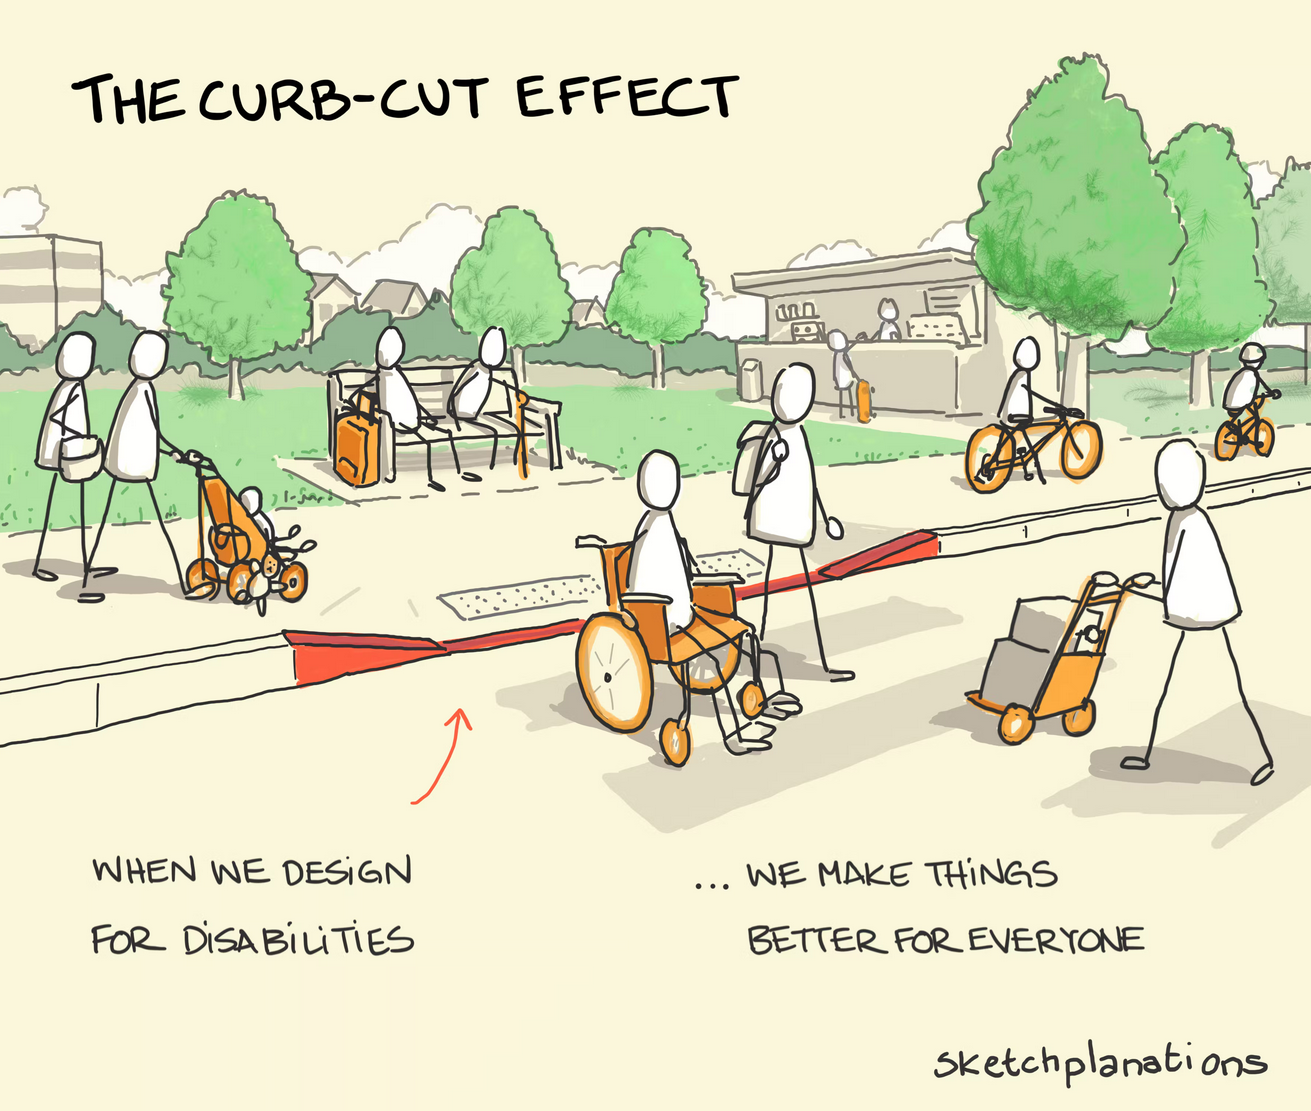 THE CURB-CUT EFFECT
WHEN WE DESIGN
FOR DISABILITIES
... WE MAKE THINGS
BETTER FOR EVERYONE
sketchplanations